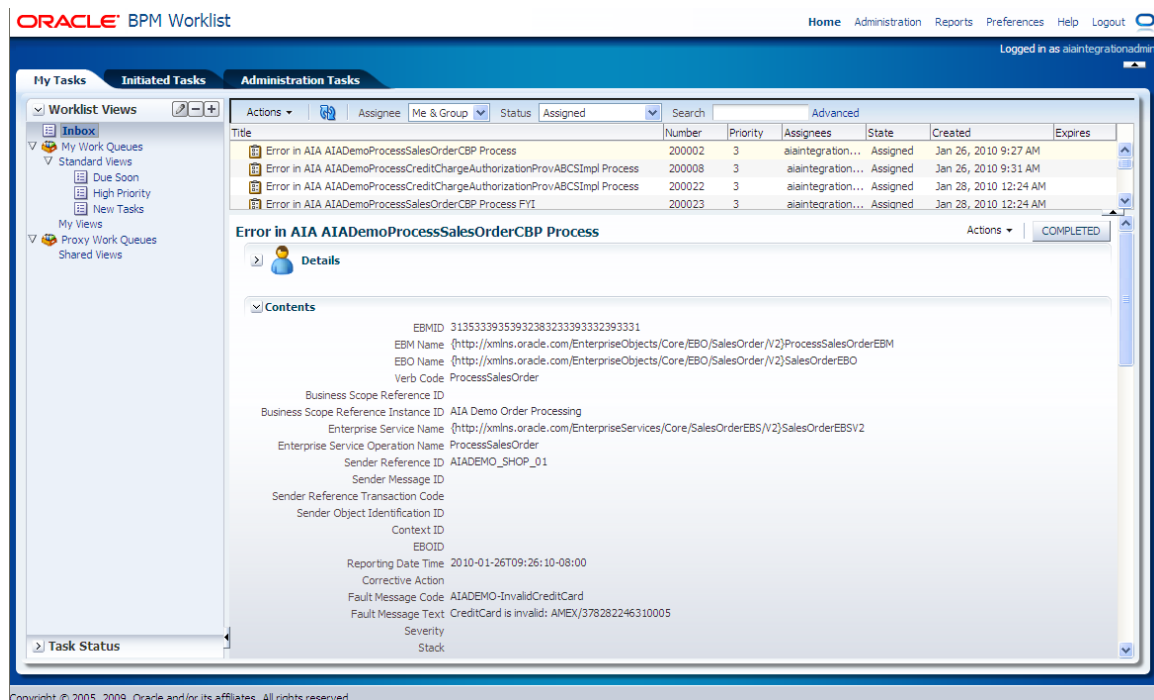 ORACLE BPM Worklist
Home Administration Reports Preferences Help Logout
Logged in as aiaintegrationadmin
My Tasks Initiated Tasks Administration Tasks
Worklist Views
Inbox
My Work Queues
Standard Views
Due Soon
High Priority
New Tasks
My Views
Proxy Work Queues
Shared Views
Task Status
Actions Assignee Me & Group Status Assigned Search Advanced
Title Number Priority Assignees State Created Expires
Error in AIA AIADemoProcessSalesOrderCBP Process 200002 3 aiaintegration... Assigned Jan 26, 2010 9:27 AM
Error in AIA AIADemoProcessCreditChargeAuthorizationProvABCSImpl Process 200008 3 aiaintegration... Assigned Jan 26, 2010 9:31 AM
Error in AIA AIADemoProcessCreditChargeAuthorizationProvABCSImpl Process 200022 3 aiaintegration... Assigned Jan 28, 2010 12:24 AM
Error in AIA AIADemoProcessSalesOrderCBP Process FYI 200023 3 aiaintegration... Assigned Jan 28, 2010 12:24 AM
Error in AIA AIADemoProcessSalesOrderCBP Process Actions COMPLETED
Details
Contents
EBMID 31353339353932383233393332393331
EBM Name {http://xmlns.oracle.com/EnterpriseObjects/Core/EBO/SalesOrder/V2}ProcessSalesOrderEBM
EBO Name {http://xmlns.oracle.com/EnterpriseObjects/Core/EBO/SalesOrder/V2}SalesOrderEBO
Verb Code ProcessSalesOrder
Business Scope Reference ID
Business Scope Reference Instance ID AIA Demo Order Processing
Enterprise Service Name {http://xmlns.oracle.com/EnterpriseServices/Core/SalesOrderEBS/V2}SalesOrderEBSV2
Enterprise Service Operation Name ProcessSalesOrder
Sender Reference ID AIADEMO_SHOP_01
Sender Message ID
Sender Reference Transaction Code
Sender Object Identification ID
Context ID
EBOID
Reporting Date Time 2010-01-26T09:26:10-08:00
Corrective Action
Fault Message Code AIADEMO-InvalidCreditCard
Fault Message Text CreditCard is invalid: AMEX/378282246310005
Severity
Stack
Copyright © 2005, 2009, Oracle and/or its affiliates. All rights reserved.